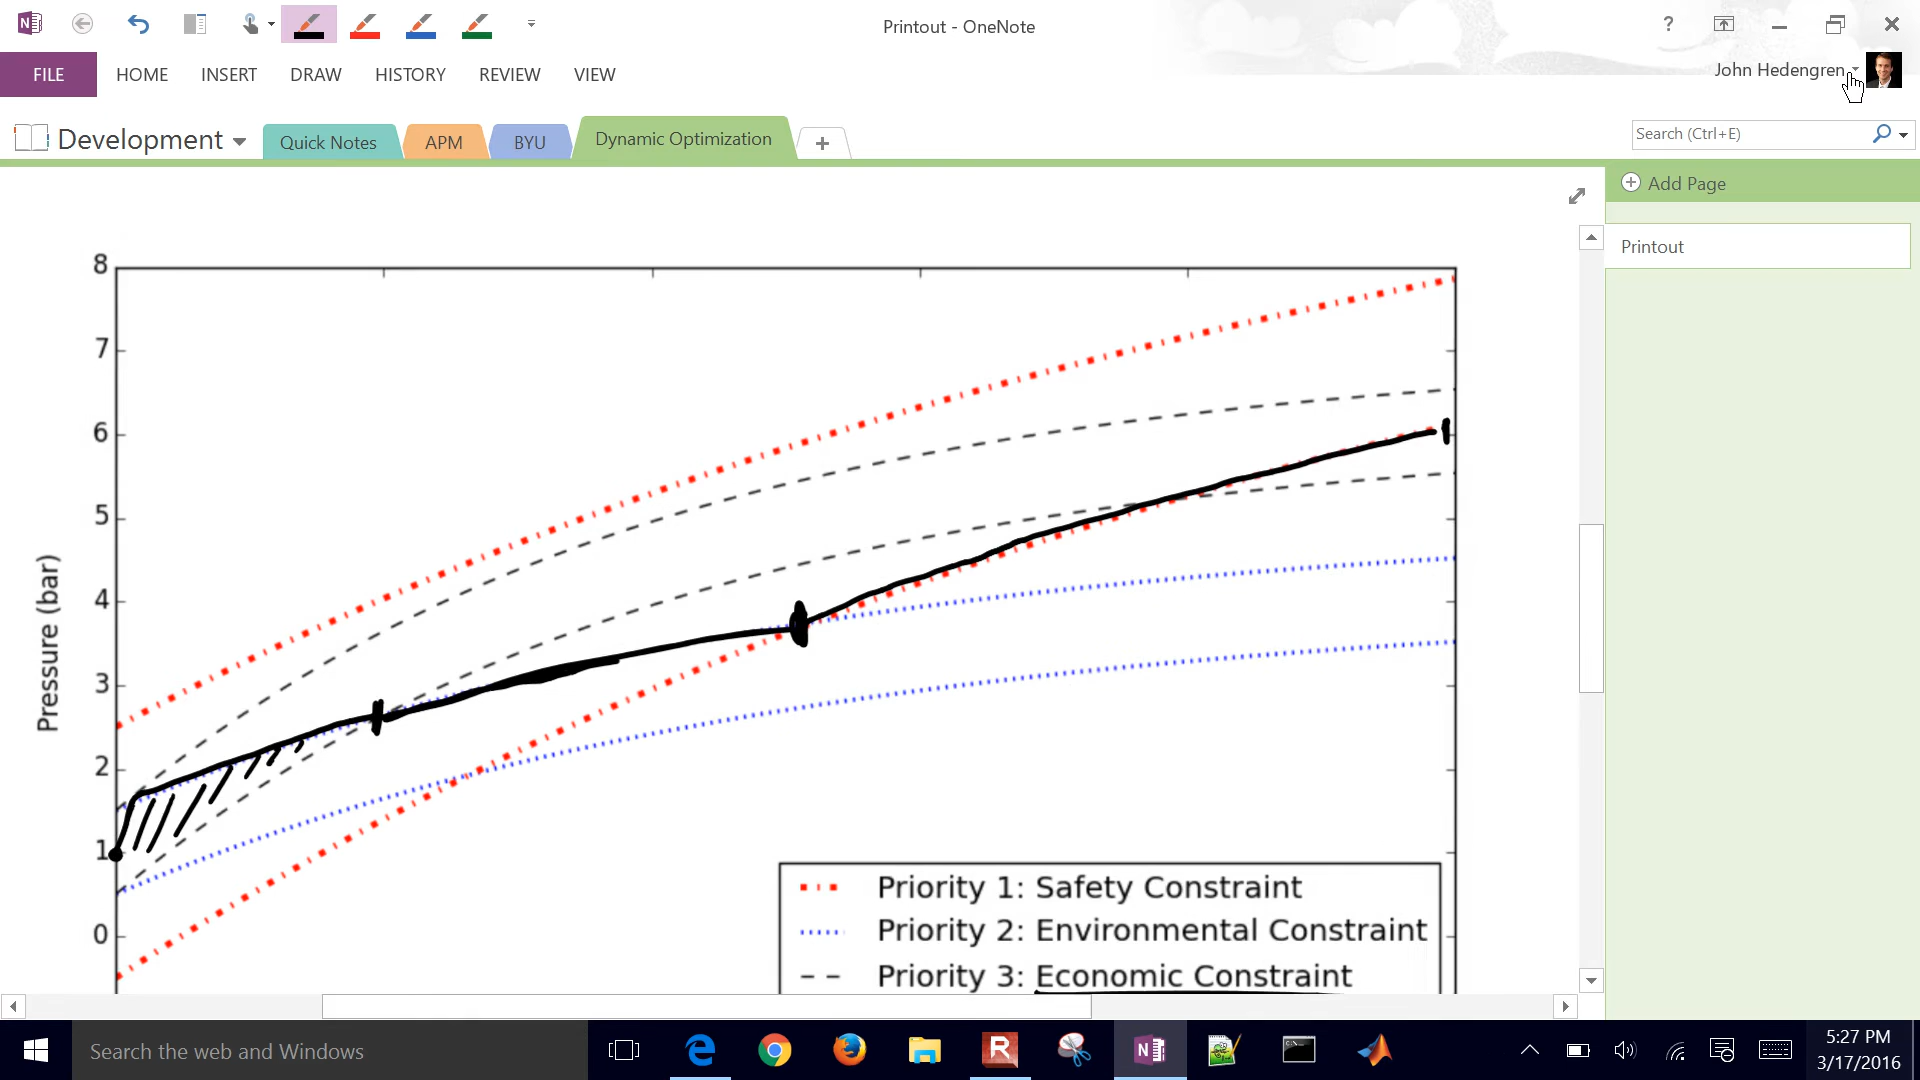 Printout - OneNote
?
FILE HOME INSERT DRAW HISTORY REVIEW VIEW
John Hedengren
Development Quick Notes APM BYU Dynamic Optimization +
Search (Ctrl+E)
Add Page
Printout
8
7
6
5
4
3
2
1
0
Pressure (bar)
Priority 1: Safety Constraint
Priority 2: Environmental Constraint
Priority 3: Economic Constraint
Search the web and Windows
5:27 PM
3/17/2016